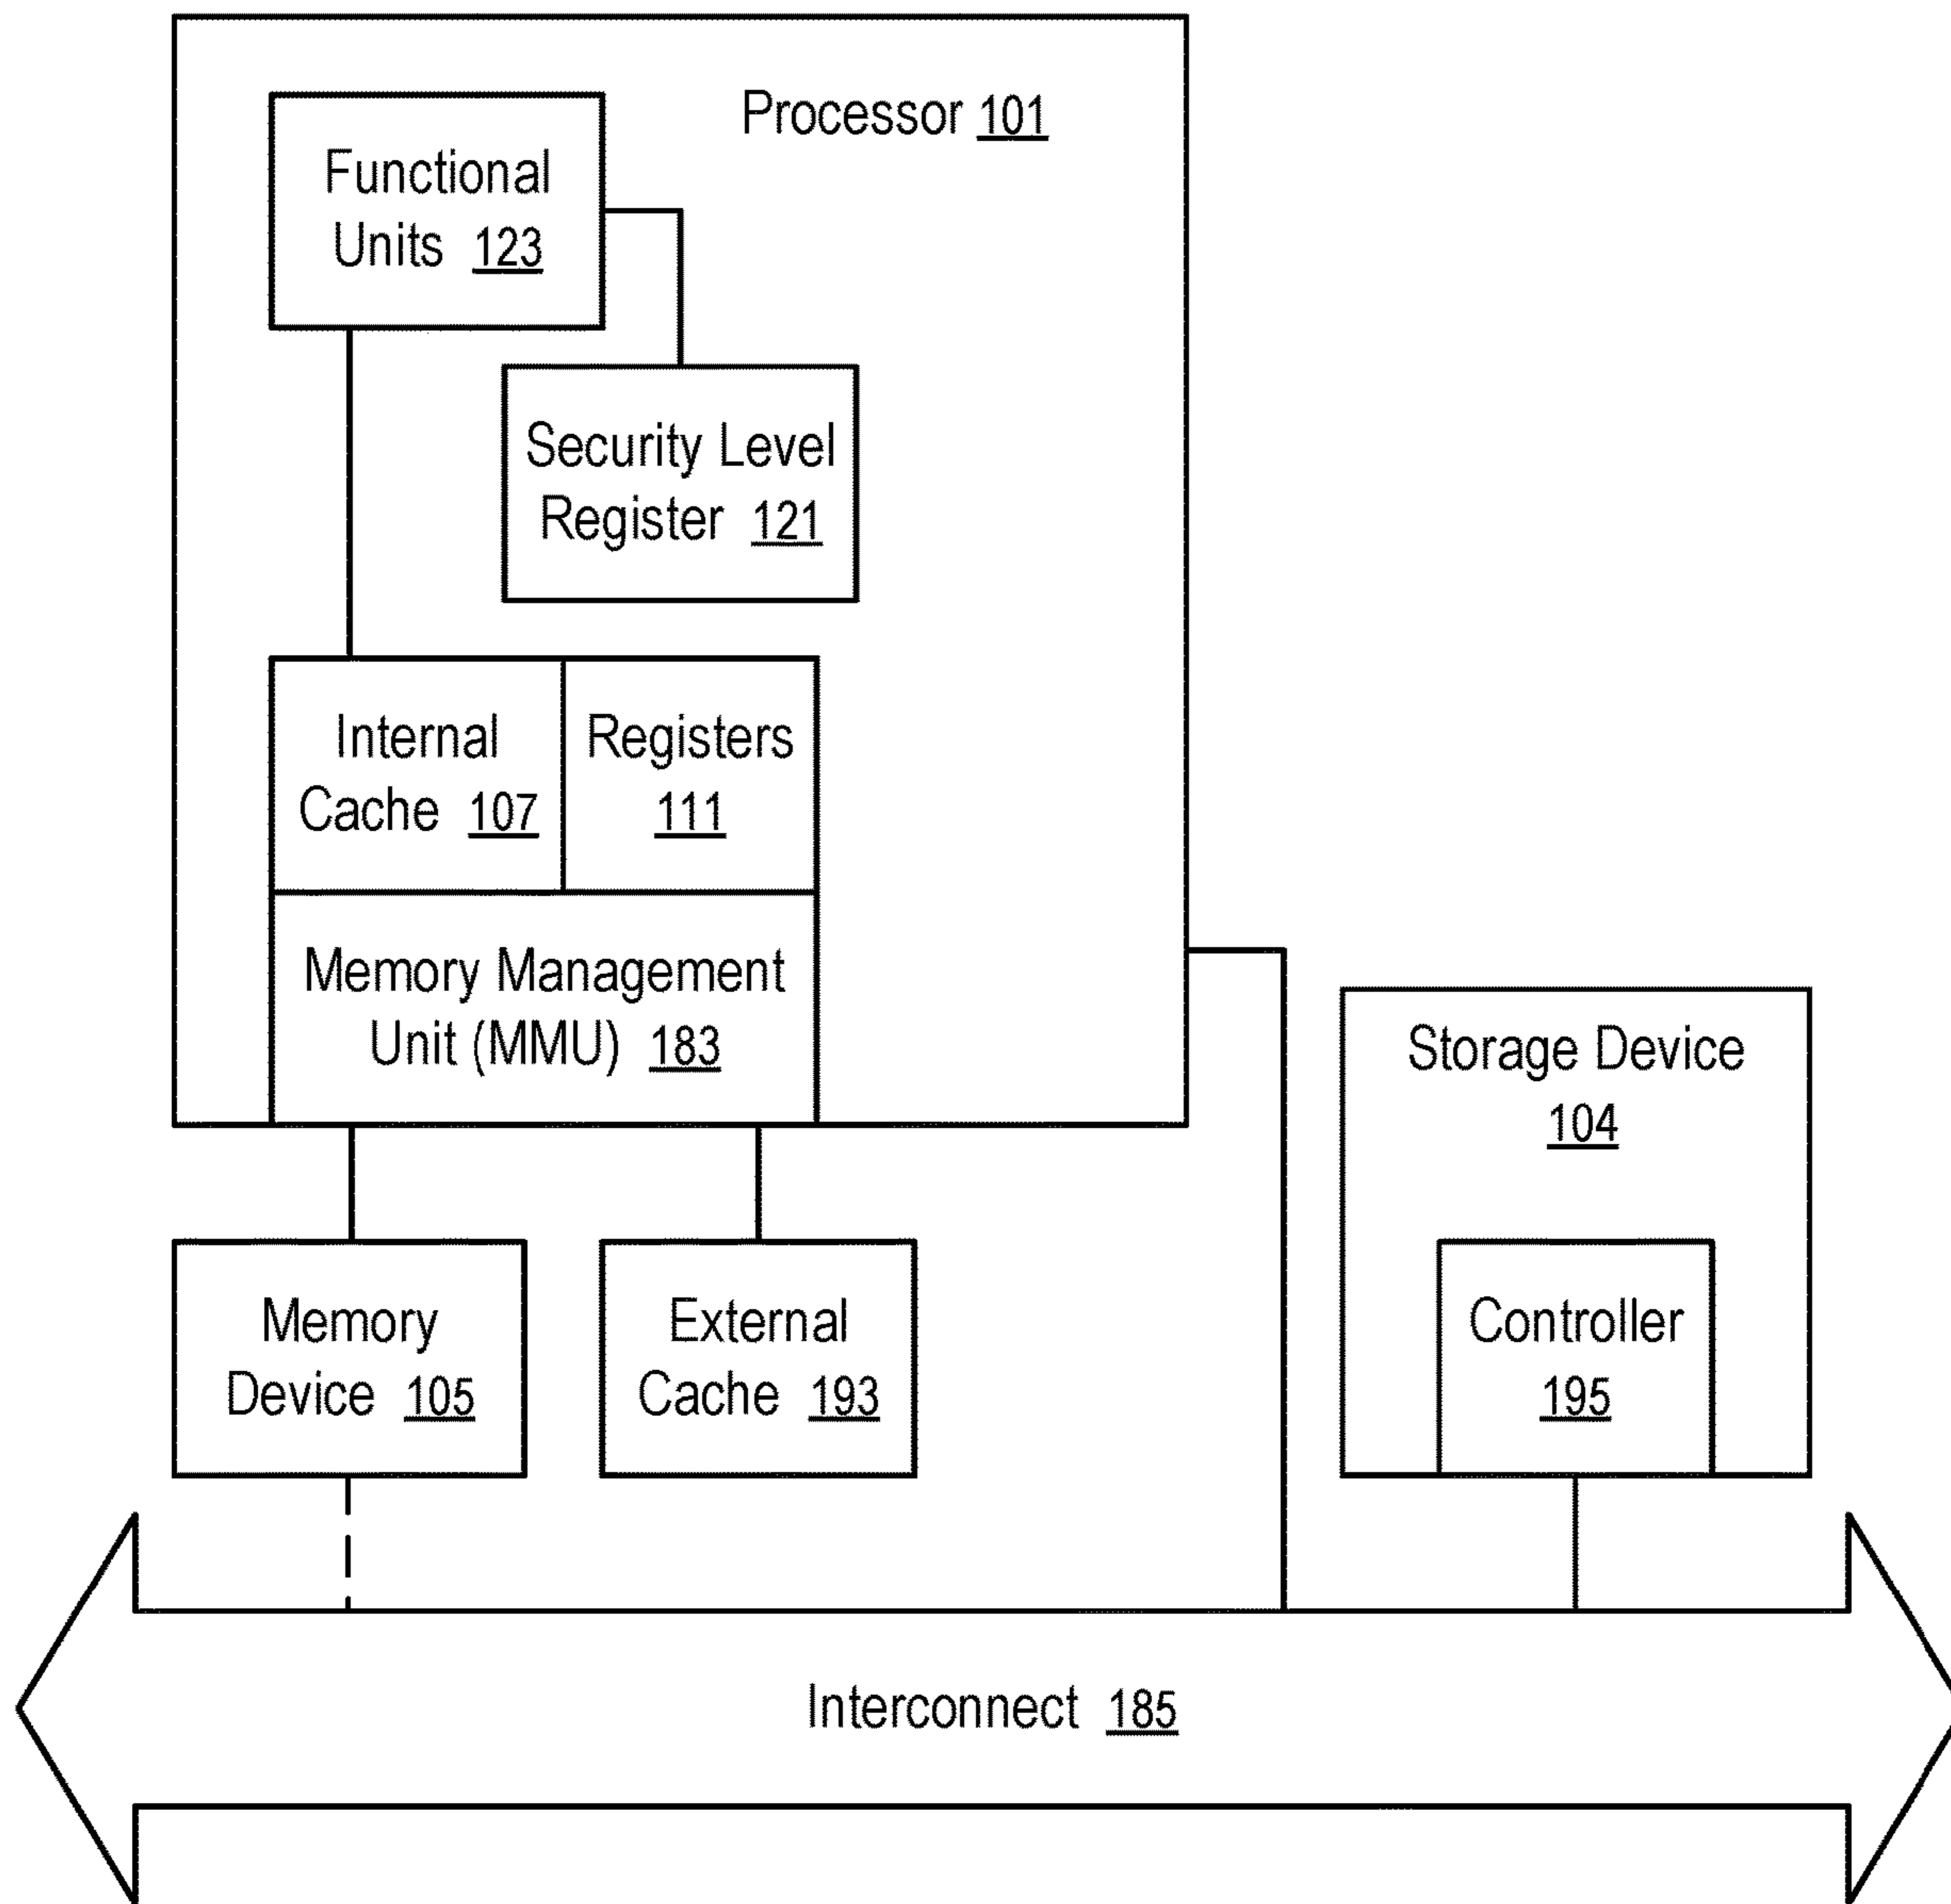 Processor 101
Functional
Units 123
Security Level
Register 121
Internal
Cache 107
Registers
111
Memory Management
Unit (MMU) 183
Storage Device
104
Memory
Device 105
External
Cache 193
Controller
195
Interconnect 185